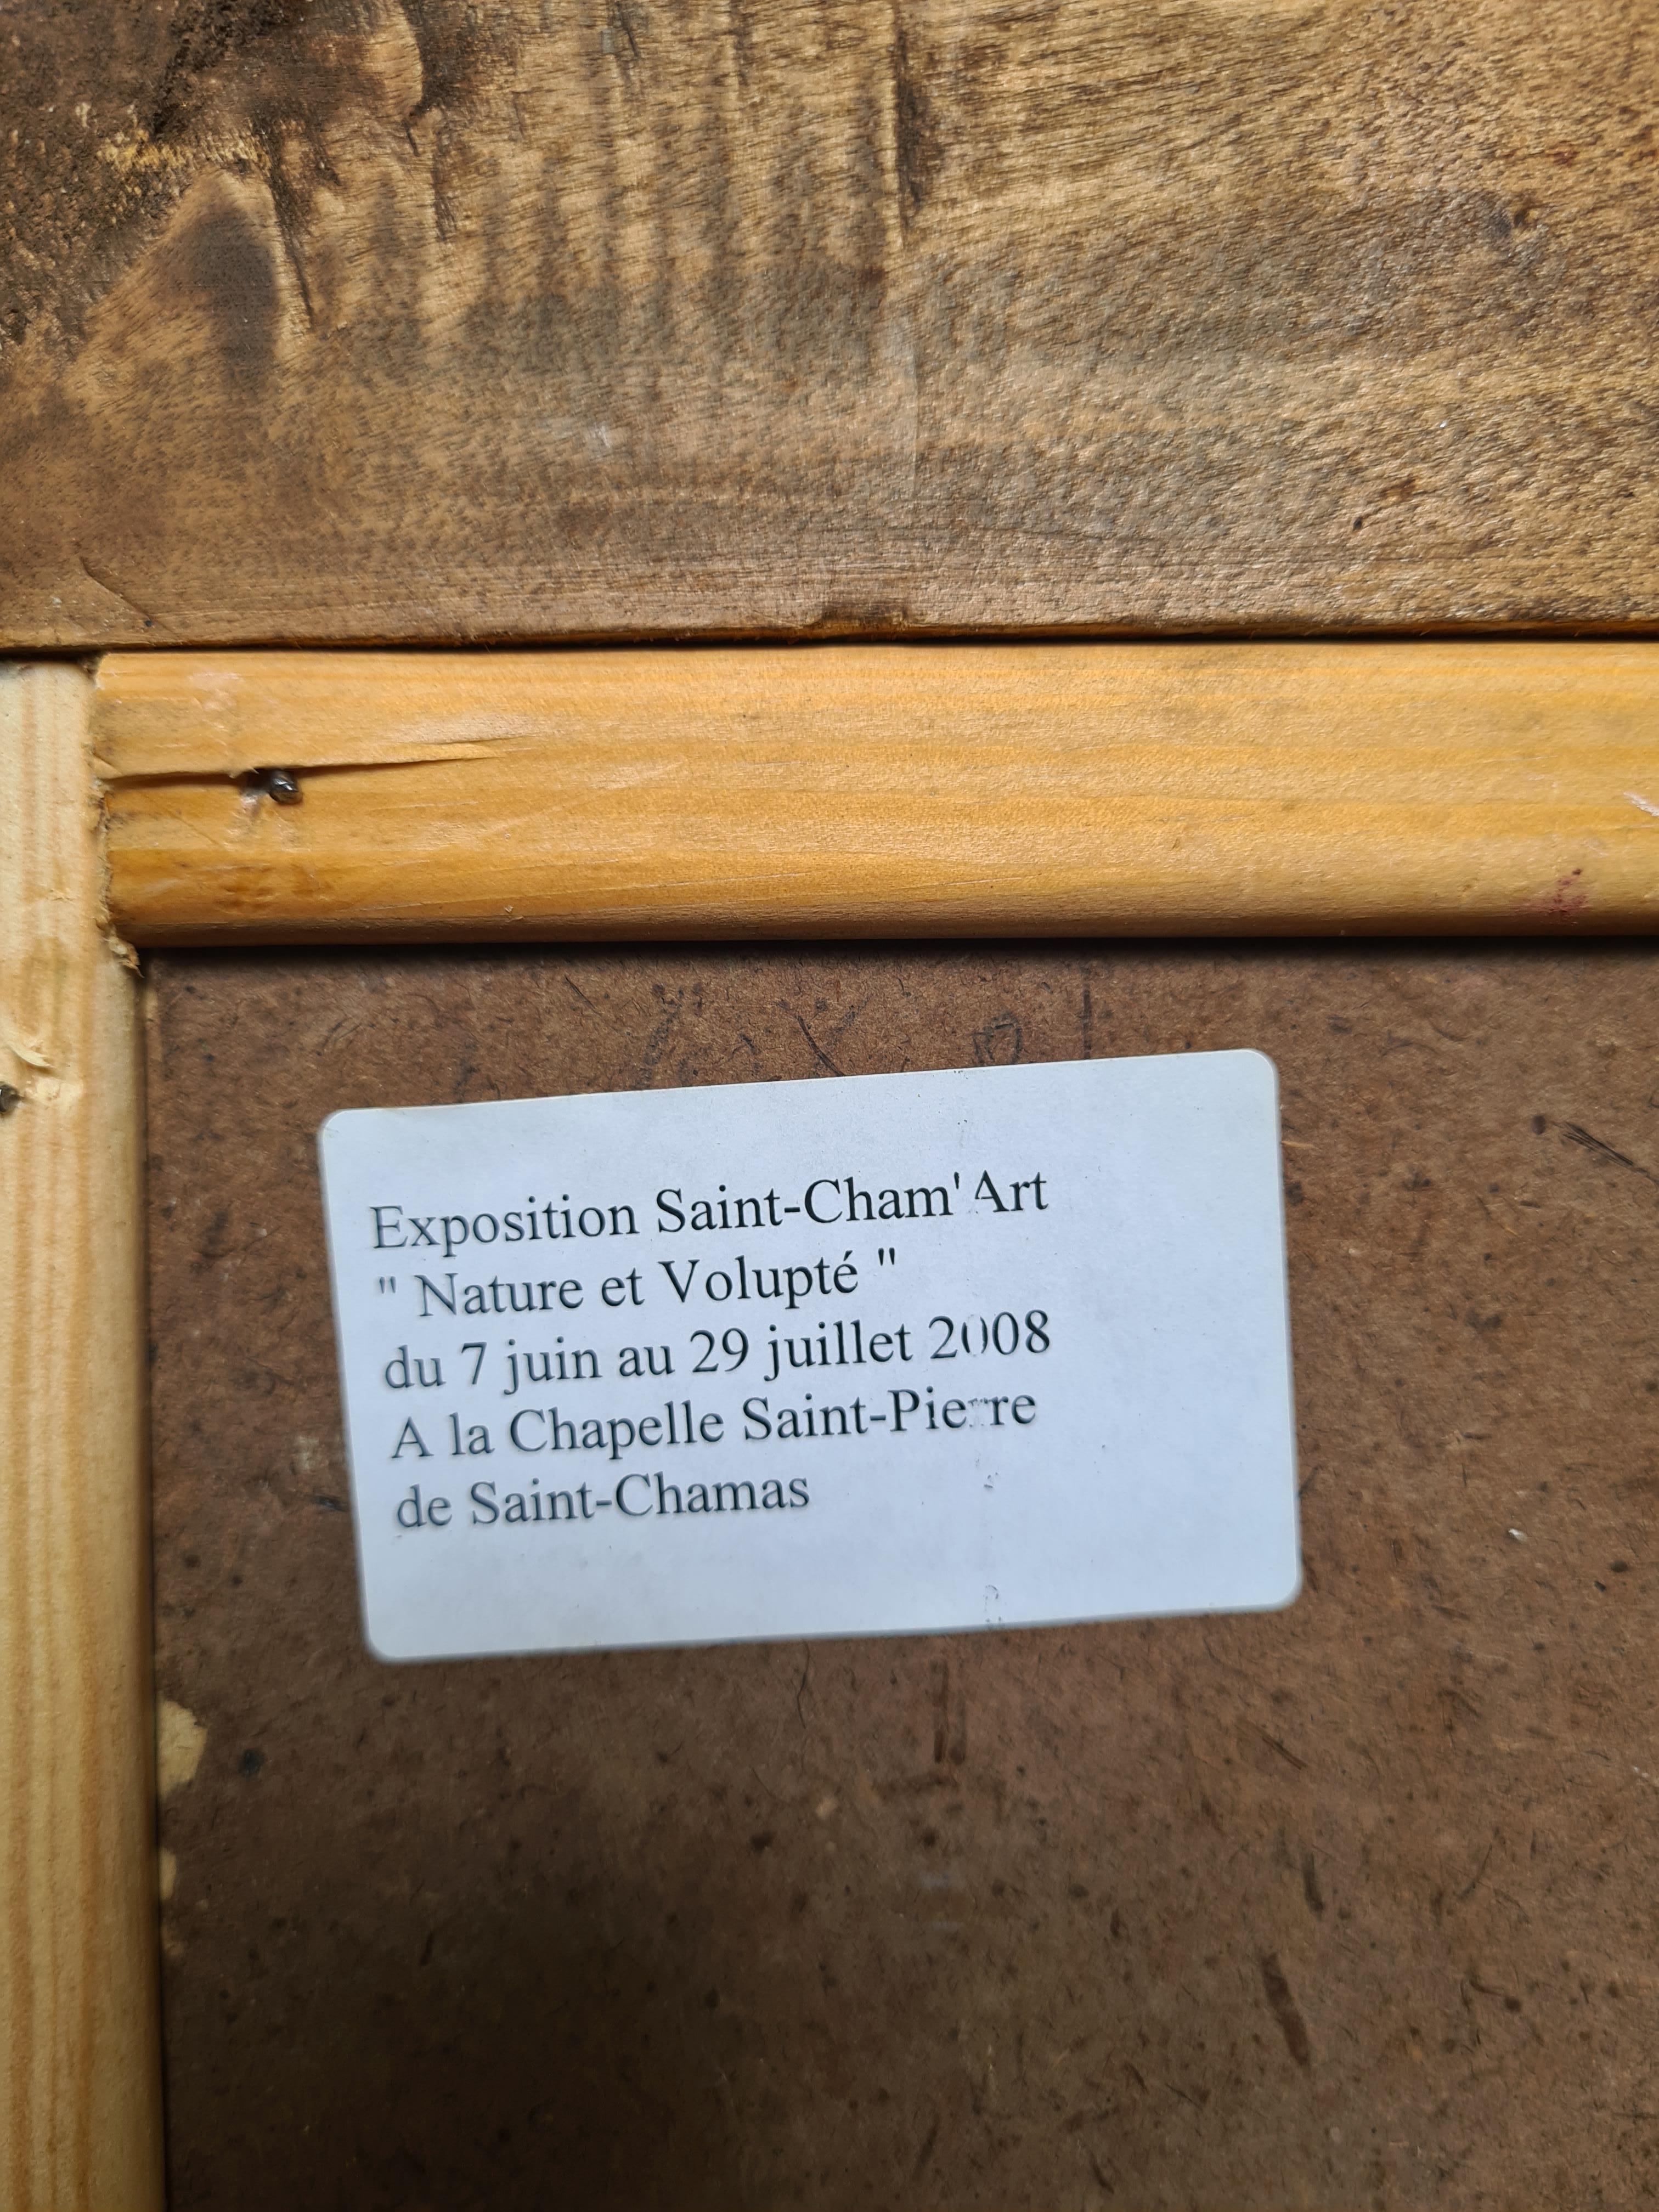 Exposition Saint-Cham'Art
" Nature et Volupté "
du 7 juin au 29 juillet 2008
A la Chapelle Saint-Pierre
de Saint-Chamas